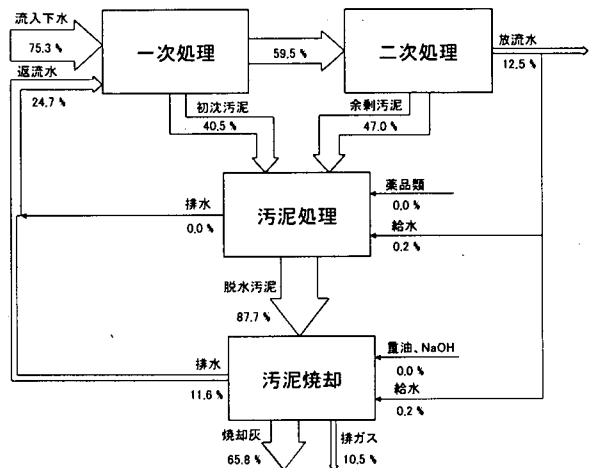 流入下水
75.3 %
返流水
24.7 %
一次処理
59.5 %
二次処理
放流水
12.5 %
初沈汚泥
40.5 %
余剰汚泥
47.0 %
汚泥処理
薬品類
0.0 %
給水
0.2 %
排水
0.0 %
脱水汚泥
87.7 %
汚泥焼却
重油、NaOH
0.0 %
給水
0.2 %
排水
11.6 %
焼却灰
65.8 %
排ガス
10.5 %